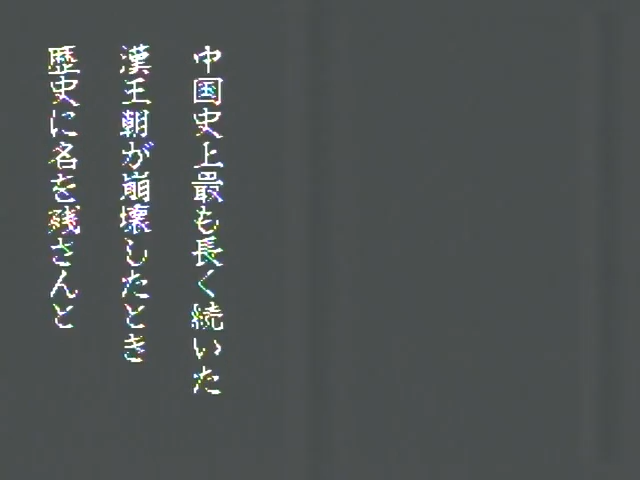 中国史上最も長く続いた
漢王朝が崩壊したとき
歴史に名を残さんと